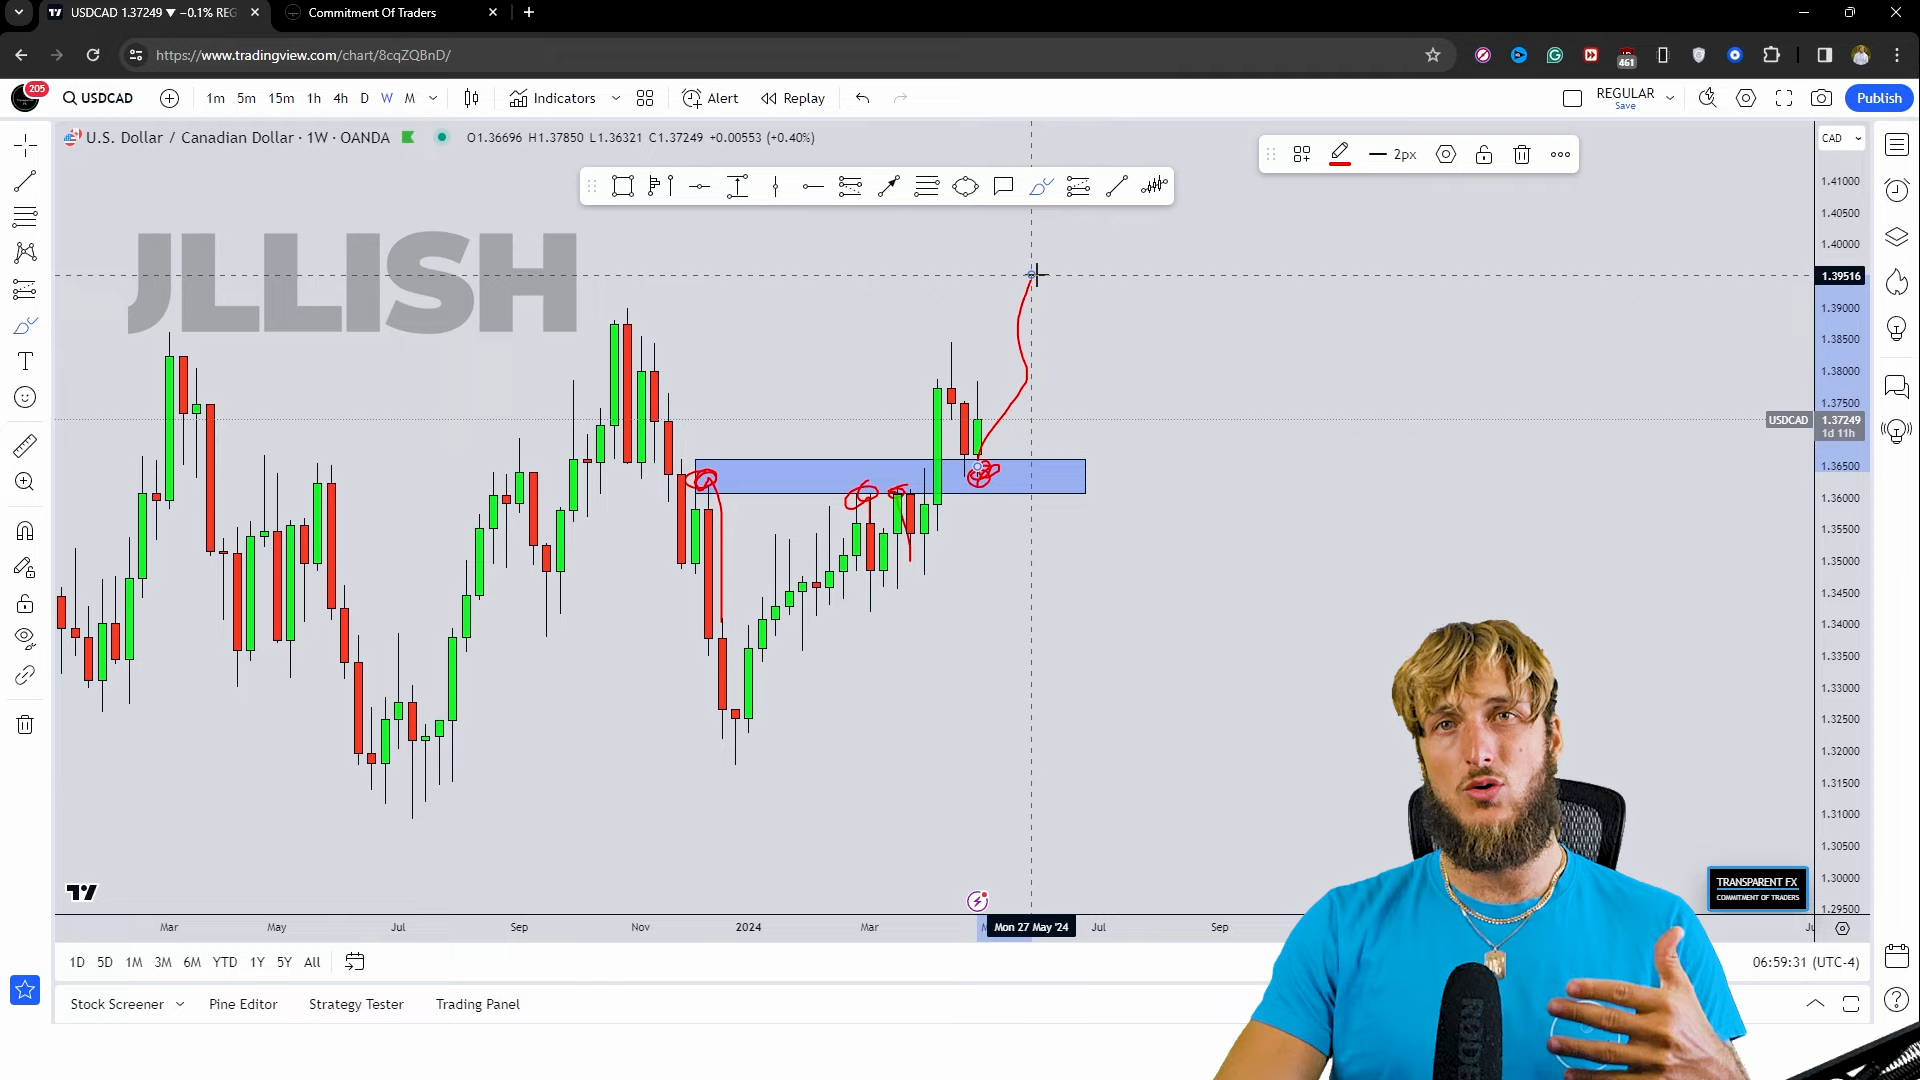 USDCAD 1.37249 ▼ −0.1% REG
Commitment Of Traders
https://www.tradingview.com/chart/8cqZQBnD/
461
205
USDCAD
1m 5m 15m 1h 4h D W M
Indicators
Alert
Replay
REGULAR
Save
Publish
U.S. Dollar / Canadian Dollar · 1W · OANDA
O1.36696 H1.37850 L1.36321 C1.37249 +0.00553 (+0.40%)
2px
CAD
JLLISH
1.41000
1.40500
1.40000
1.39516
1.39000
1.38500
1.38000
1.37500
USDCAD
1.37249
1d 11h
1.36500
1.36000
1.35500
1.35000
1.34500
1.34000
1.33500
1.33000
1.32500
1.32000
1.31500
1.31000
1.30500
1.30000
1.29500
TRANSPARENT FX
COMMITMENT OF TRADERS
Mar May Jul Sep Nov 2024 Mar Mon 27 May '24 Jul Sep
1D 5D 1M 3M 6M YTD 1Y 5Y All
06:59:31 (UTC-4)
Stock Screener
Pine Editor
Strategy Tester
Trading Panel
RØDE